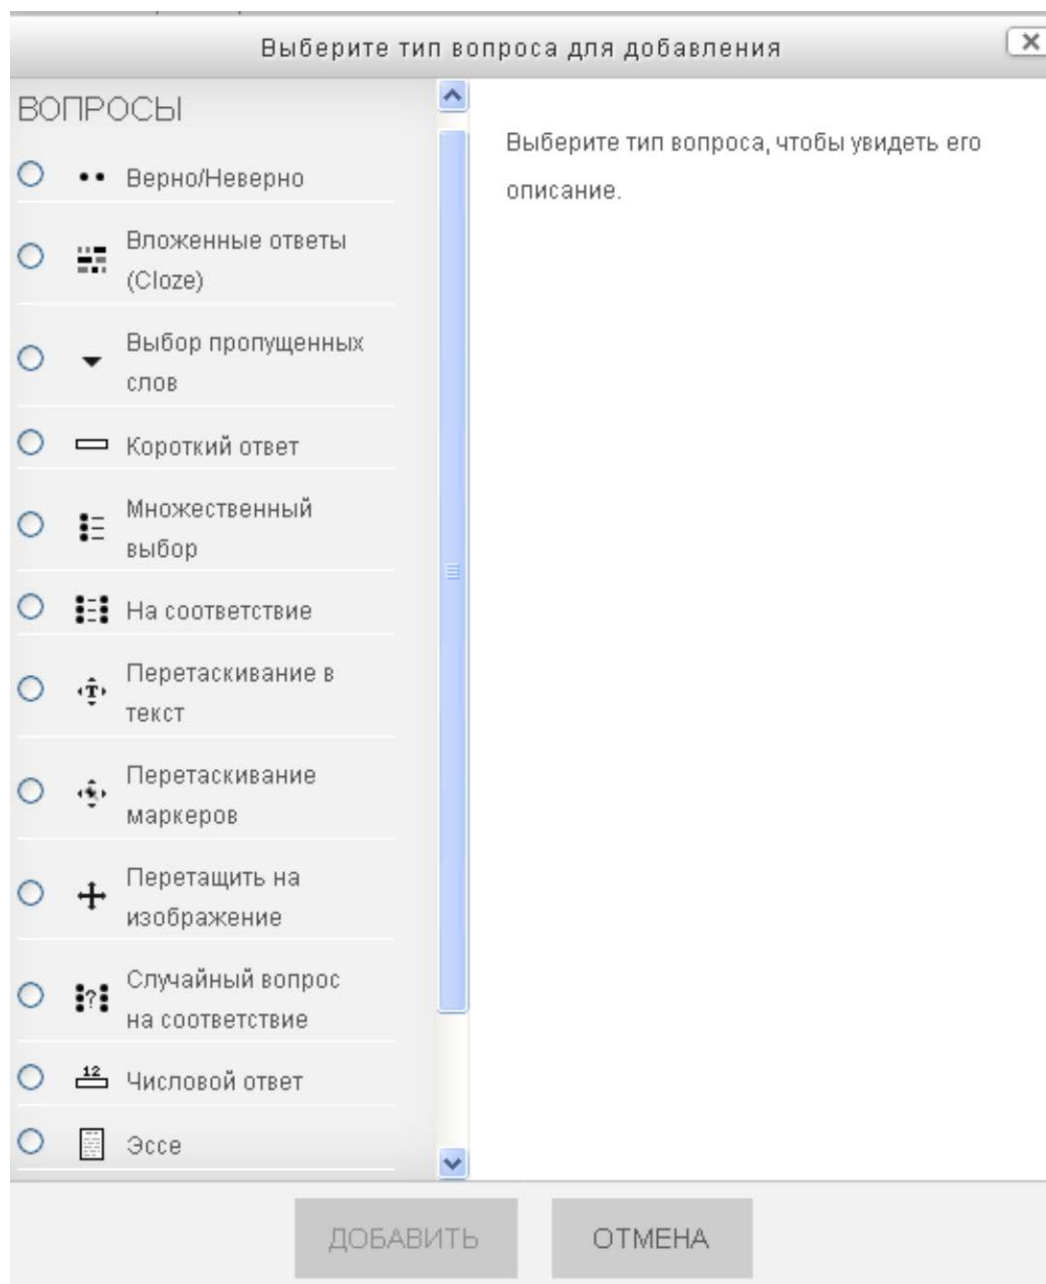 Выберите тип вопроса для добавления
ВОПРОСЫ
Верно/Неверно
Вложенные ответы
(Cloze)
Выбор пропущенных
слов
Короткий ответ
Множественный
выбор
На соответствие
Перетаскивание в
текст
Перетаскивание
маркеров
Перетащить на
изображение
Случайный вопрос
на соответствие
12
Числовой ответ
Эссе
Выберите тип вопроса, чтобы увидеть его
описание.
ДОБАВИТЬ
ОТМЕНА